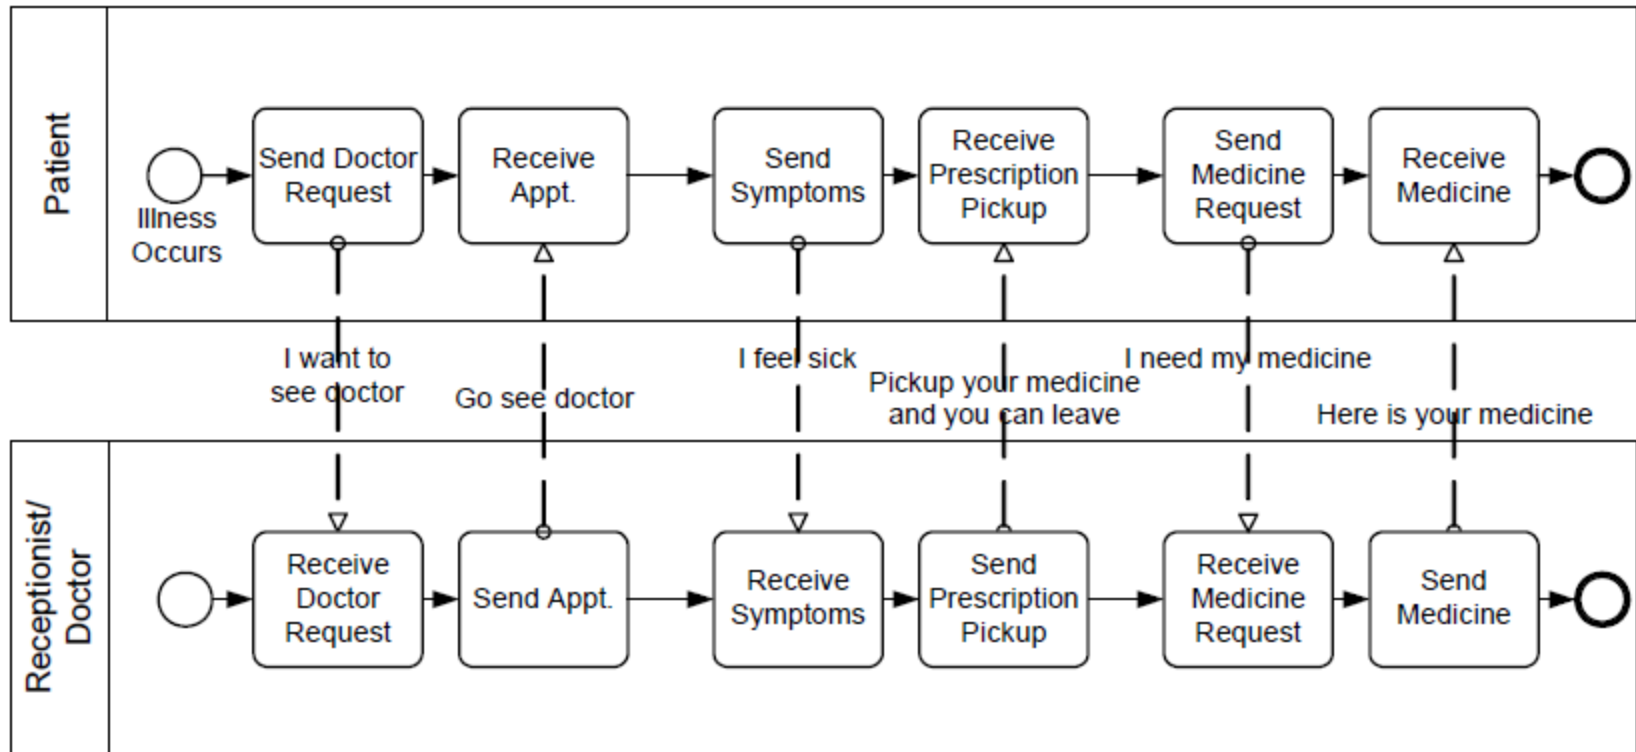 Patient
Illness
Occurs
Send Doctor
Request
Receive
Appt.
Send
Symptoms
Receive
Prescription
Pickup
Send
Medicine
Request
Receive
Medicine
I want to
see doctor
Go see doctor
I feel sick
Pickup your medicine
and you can leave
I need my medicine
Here is your medicine
Receptionist/
Doctor
Receive
Doctor
Request
Send Appt.
Receive
Symptoms
Send
Prescription
Pickup
Receive
Medicine
Request
Send
Medicine